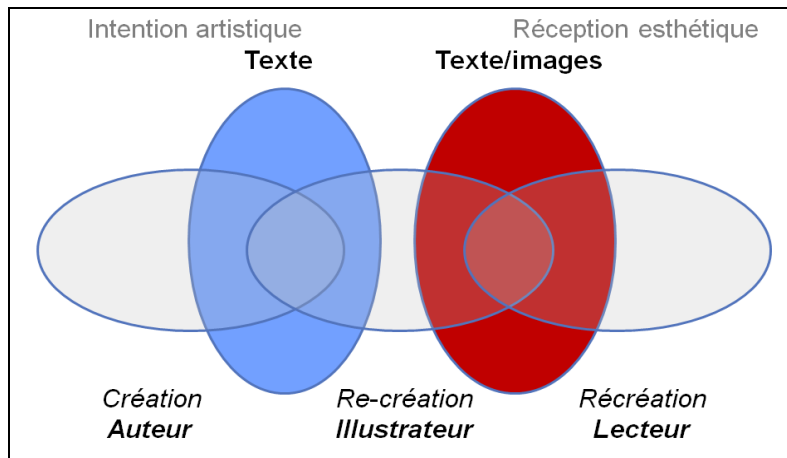 Intention artistique
Réception esthétique
Texte
Texte/images
Création
Auteur
Re-création
Illustrateur
Récréation
Lecteur